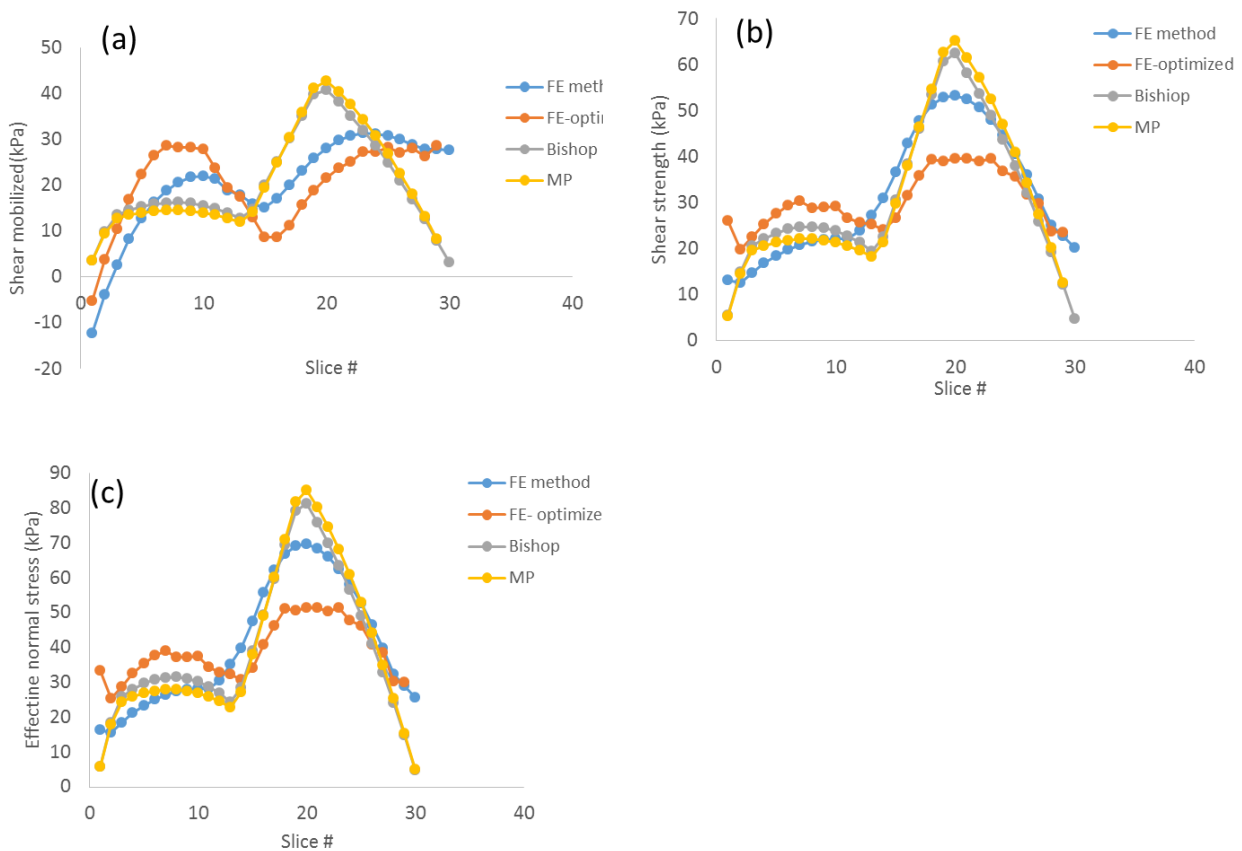 (a)
50
40
30
20
10
0
-10
-20
0
10
20
30
40
Shear mobilized(kPa)
Slice #
FE meth
FE-opti
Bishop
MP
(b)
70
60
50
40
30
20
10
0
0
10
20
30
40
Shear strength (kPa)
Slice #
FE method
FE-optimized
Bishiop
MP
(c)
90
80
70
60
50
40
30
20
10
0
0
10
20
30
40
Effectine normal stress (kPa)
Slice #
FE method
FE- optimize
Bishop
MP